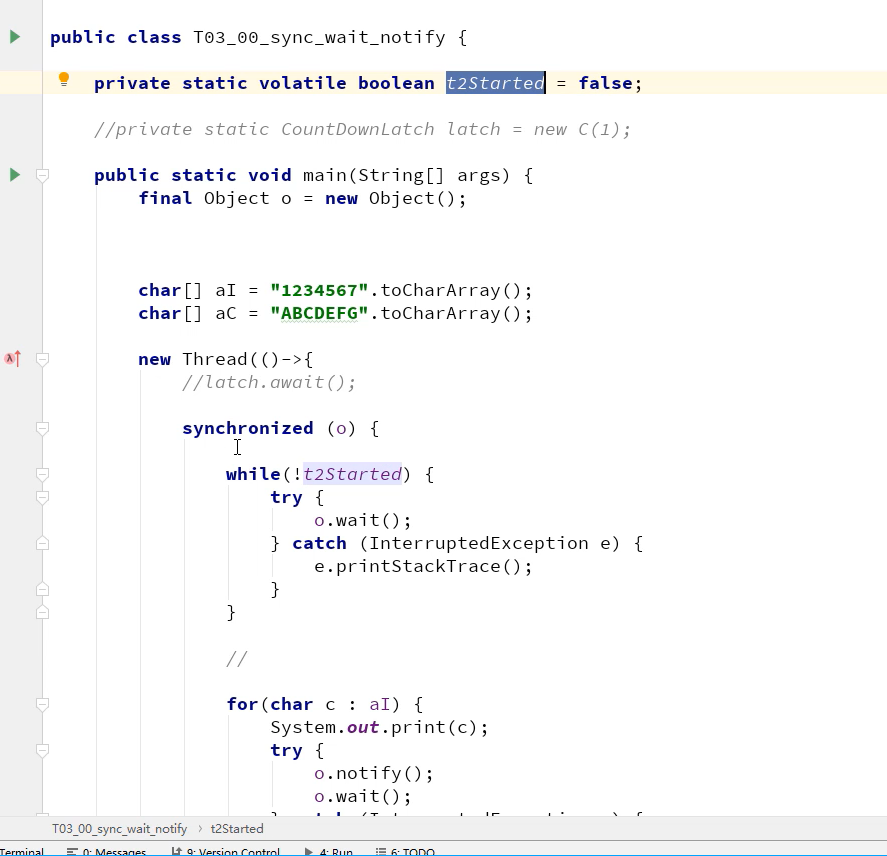 public class T03_00_sync_wait_notify {
private static volatile boolean t2Started = false;
//private static CountDownLatch latch = new C(1);
public static void main(String[] args) {
final Object o = new Object();
char[] aI = "1234567".toCharArray();
char[] aC = "ABCDEFG".toCharArray();
new Thread(()->{
//latch.await();
synchronized (o) {
while(!t2Started) {
try {
o.wait();
} catch (InterruptedException e) {
e.printStackTrace();
}
}
//
for(char c : aI) {
System.out.print(c);
try {
o.notify();
o.wait();
T03_00_sync_wait_notify › t2Started
Terminal 0: Messages 9: Version Control 4: Run 6: TODO